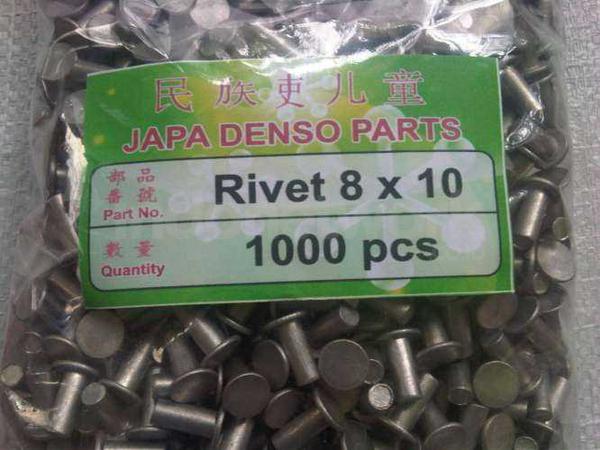 民族吏儿童
JAPA DENSO PARTS
部品
番號
Part No.
Rivet 8 x 10
數量
Quantity
1000 pcs